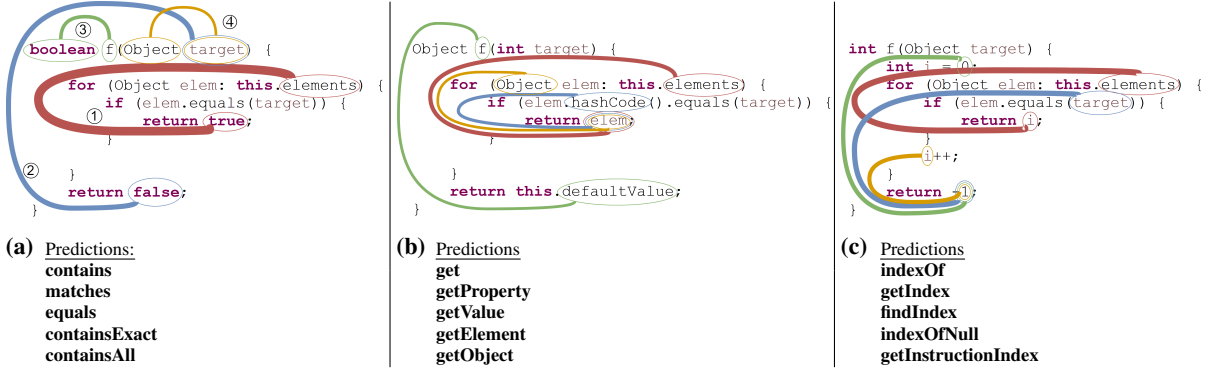 ③
④
boolean f(Object target) {
for (Object elem: this.elements) {
if (elem.equals(target)) {
①
return true;
}
②
}
return false;
}
(a) Predictions:
contains
matches
equals
containsExact
containsAll
Object f(int target) {
for (Object elem: this.elements) {
if (elem.hashCode().equals(target)) {
return elem;
}
}
return this.defaultValue;
}
(b) Predictions
get
getProperty
getValue
getElement
getObject
int f(Object target) {
int i = 0;
for (Object elem: this.elements) {
if (elem.equals(target)) {
return i;
}
i++;
}
return -1;
}
(c) Predictions
indexOf
getIndex
findIndex
indexOfNull
getInstructionIndex